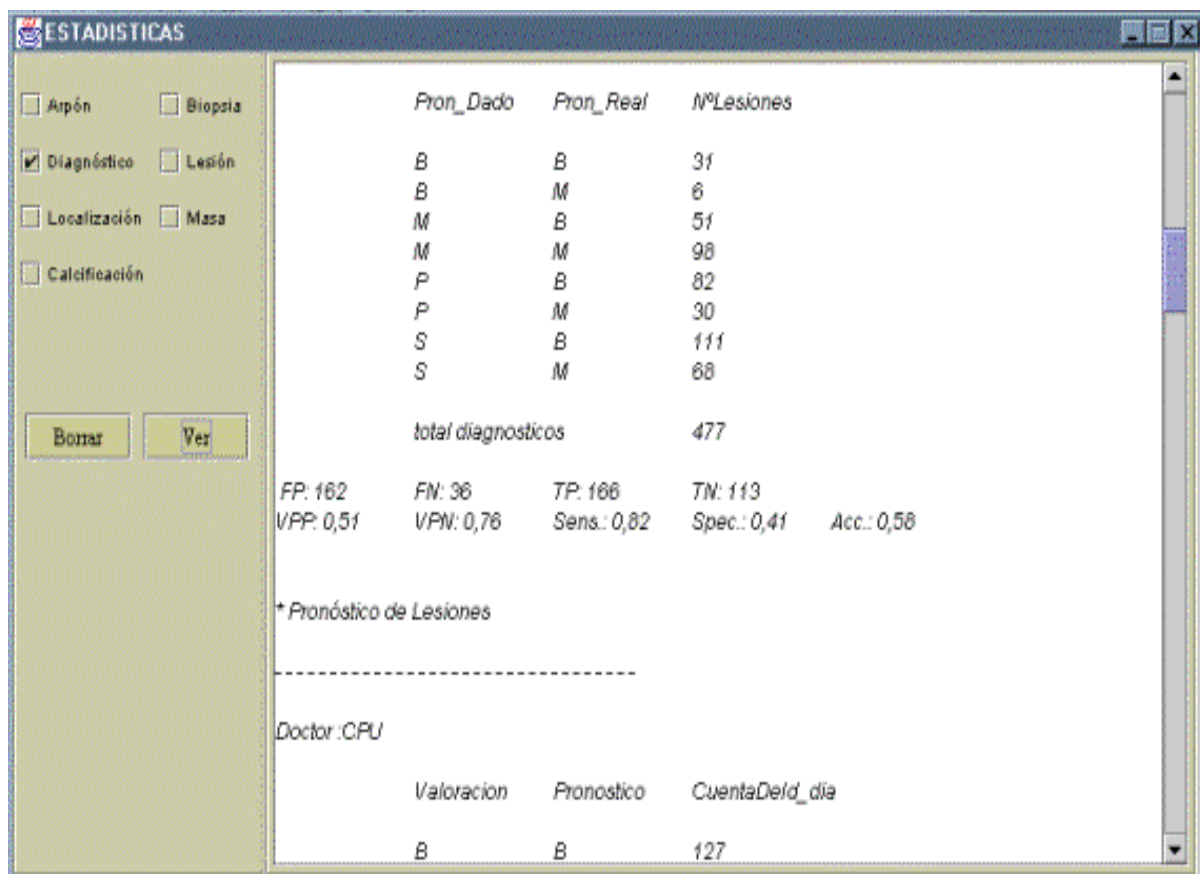 ESTADISTICAS
Arpón Biopsia
Diagnóstico Lesión
Localización Masa
Calcificación
Borrar Ver
Pron_Dado Pron_Real NºLesiones
B B 31
B M 6
M B 51
M M 98
P B 82
P M 30
S B 111
S M 68
total diagnosticos 477
FP: 162 FN: 36 TP: 166 TN: 113
VPP: 0,51 VPN: 0,76 Sens.: 0,82 Spec.: 0,41 Acc.: 0,58
* Pronóstico de Lesiones
---------------------------------
Doctor :CPU
Valoracion Pronostico CuentaDeId_dia
B B 127